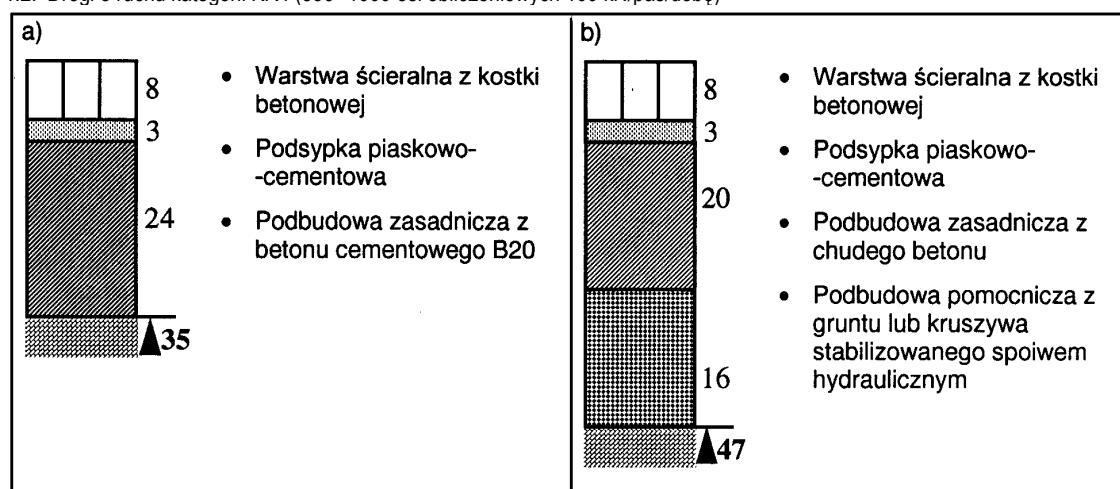 a)
8
3
24
35
• Warstwa ścieralna z kostki
betonowej
• Podsypka piaskowo-
-cementowa
• Podbudowa zasadnicza z
betonu cementowego B20
b)
8
3
20
16
47
• Warstwa ścieralna z kostki
betonowej
• Podsypka piaskowo-
-cementowa
• Podbudowa zasadnicza z
chudego betonu
• Podbudowa pomocnicza z
gruntu lub kruszywa
stabilizowanego spoiwem
hydraulicznym